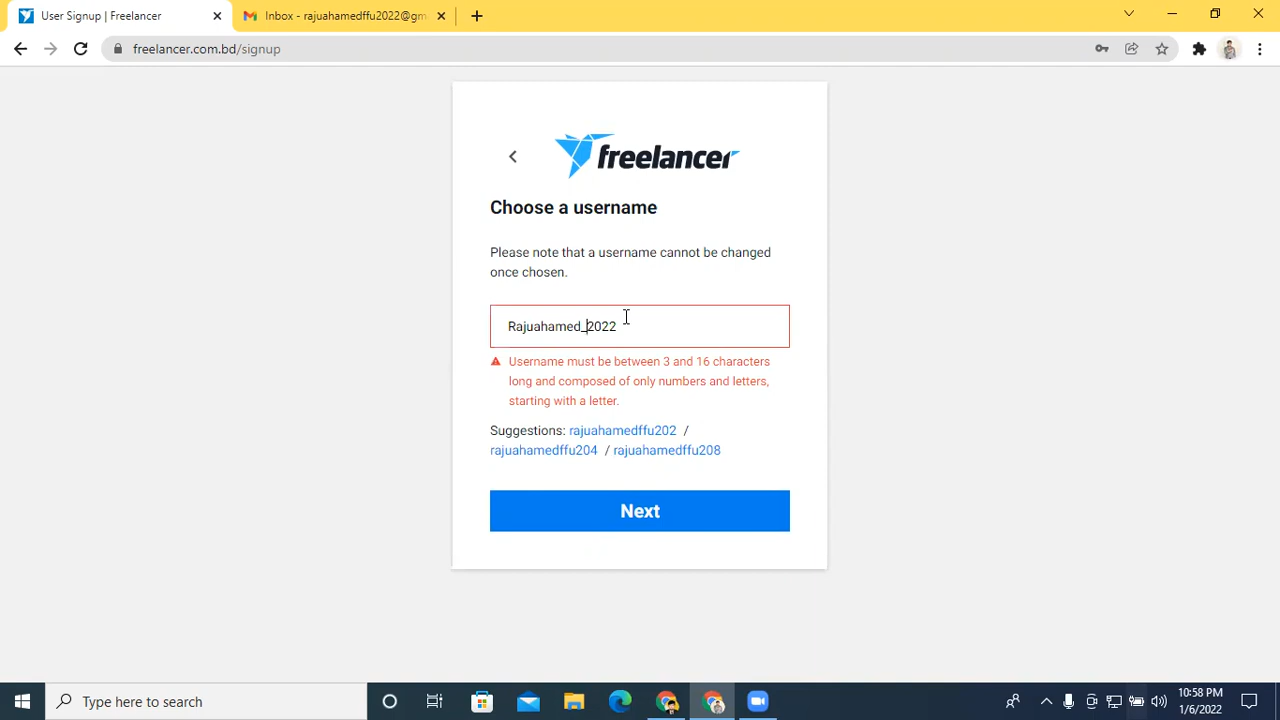 User Signup | Freelancer
Inbox - rajuahamedffu2022@gm
freelancer.com.bd/signup
freelancer
Choose a username
Please note that a username cannot be changed
once chosen.
Rajuahamed_2022
Username must be between 3 and 16 characters
long and composed of only numbers and letters,
starting with a letter.
Suggestions: rajuahamedffu202 /
rajuahamedffu204 / rajuahamedffu208
Next
Type here to search
10:58 PM
1/6/2022